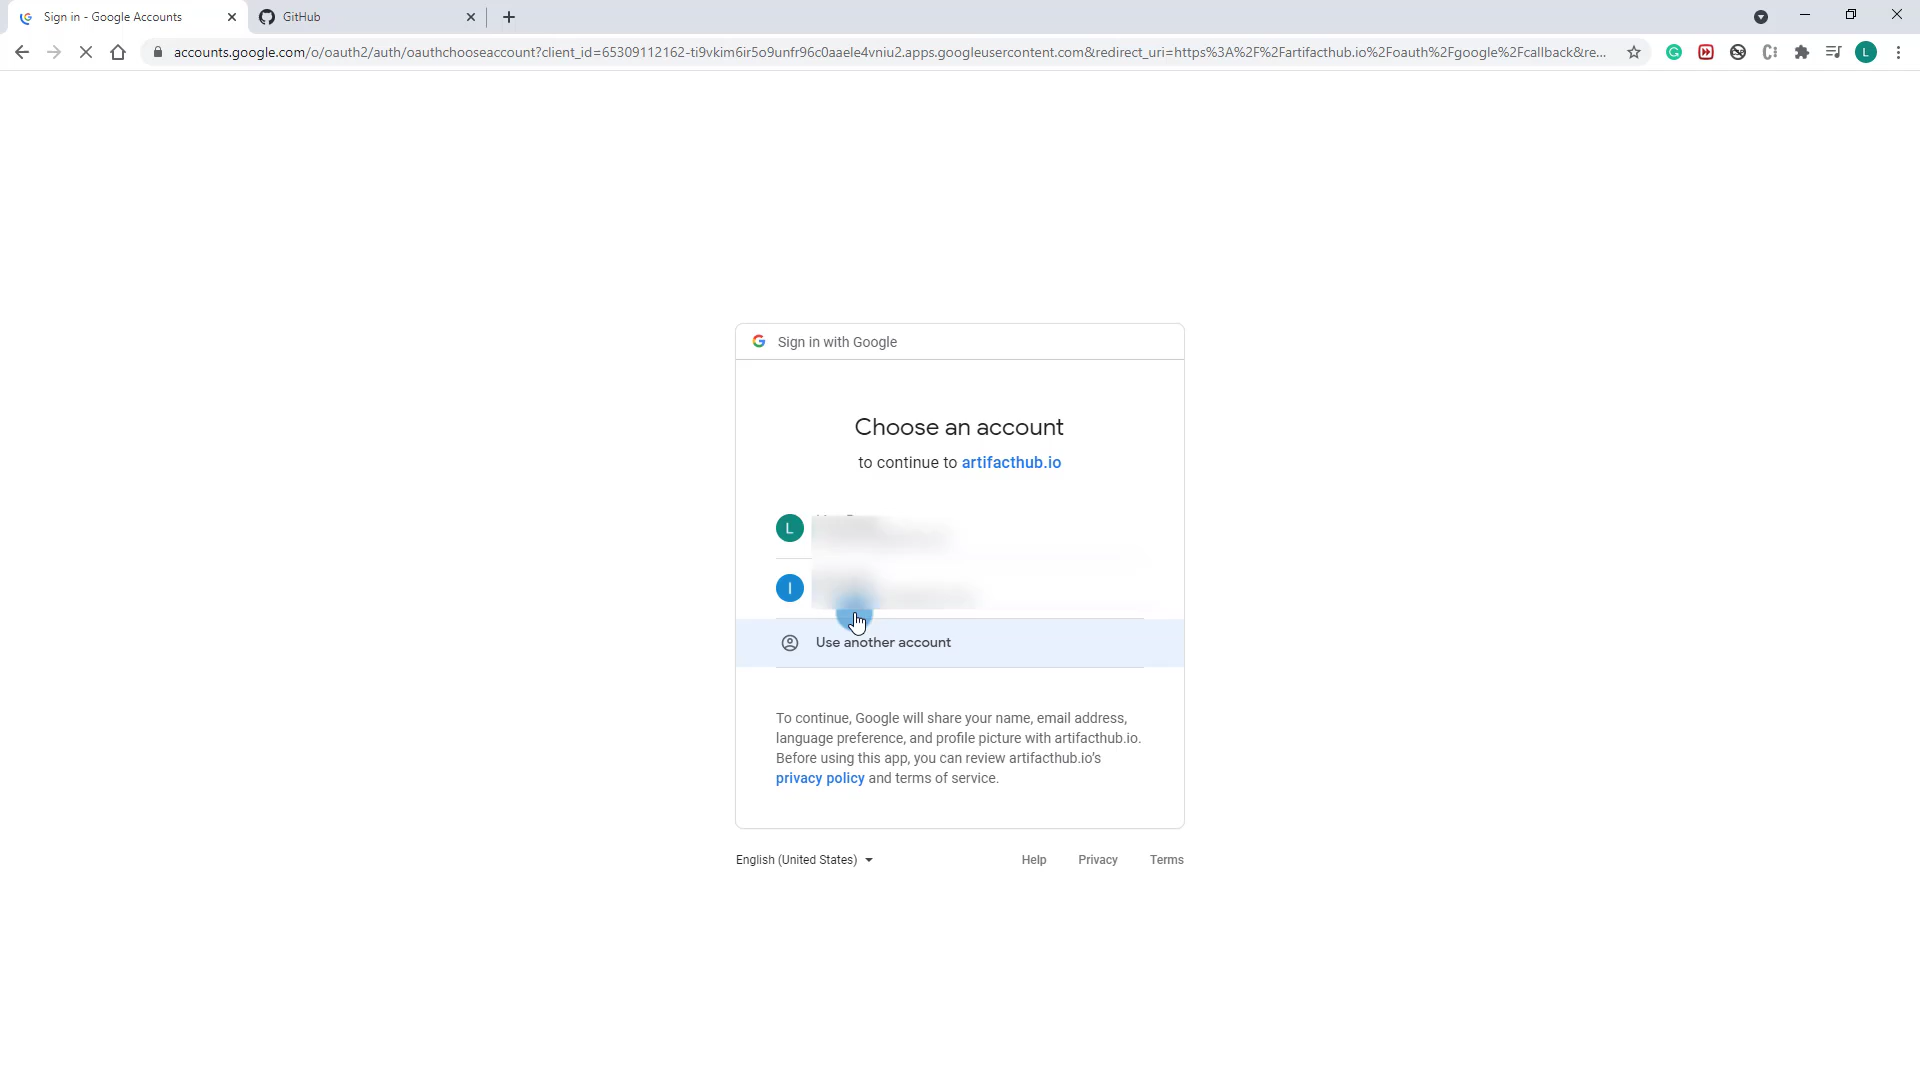 Sign in - Google Accounts
GitHub
accounts.google.com/o/oauth2/auth/oauthchooseaccount?client_id=65309112162-ti9vkim6ir5o9unfr96c0aaele4vniu2.apps.googleusercontent.com&redirect_uri=https%3A%2F%2Fartifacthub.io%2Foauth%2Fgoogle%2Fcallback&re...
L
Sign in with Google
Choose an account
to continue to artifacthub.io
L
I
Use another account
To continue, Google will share your name, email address,
language preference, and profile picture with artifacthub.io.
Before using this app, you can review artifacthub.io's
privacy policy and terms of service.
English (United States)
Help
Privacy
Terms